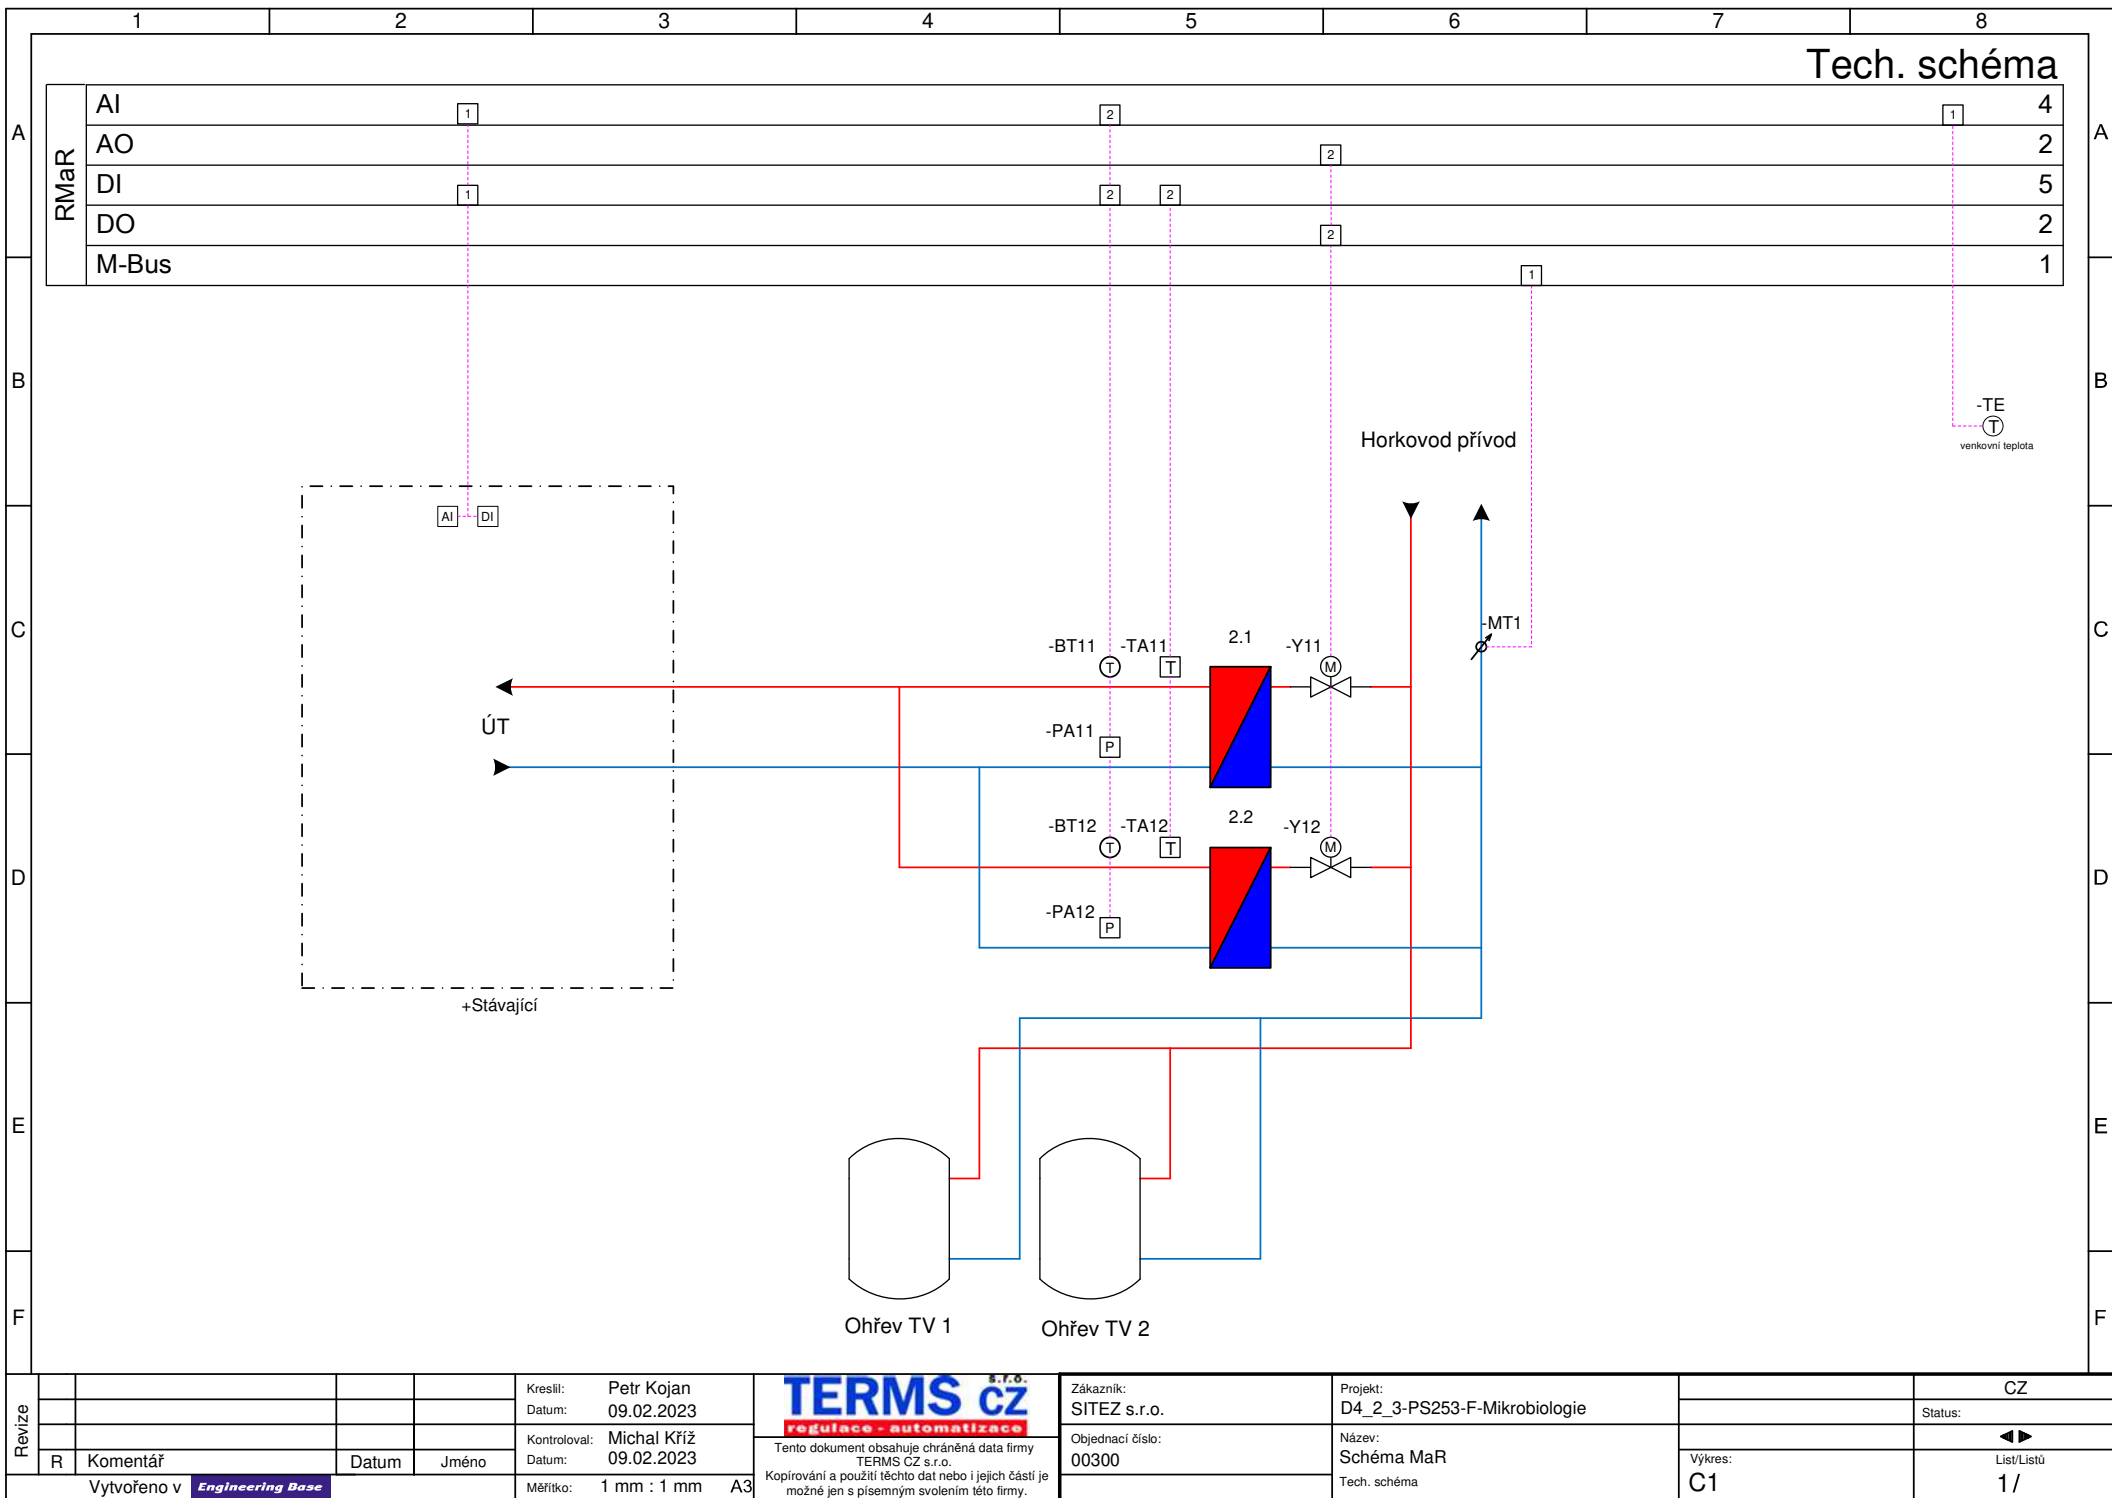 1 2 3 4 5 6 7 8
Tech. schéma
A
RMaR
AI 1 2 1 4
AO 2 2
DI 1 2 2 5
DO 2 2
M-Bus 1 1
A
B
B
-TE
T
venkovní teplota
Horkovod přívod
AI DI
C
C
-BT11 -TA11 2.1 -Y11 -MT1
T T M
ÚT
-PA11
P
-BT12 -TA12 2.2 -Y12
T T M
D
D
-PA12
P
+Stávající
E
E
F
F
Ohřev TV 1
Ohřev TV 2
Revize
R Komentář Datum Jméno
Vytvořeno v Engineering Base
Kreslil: Petr Kojan
Datum: 09.02.2023
Kontroloval: Michal Kříž
Datum: 09.02.2023
Měřítko: 1 mm : 1 mm A3
TERMS CZ s.r.o.
regulace - automatizace
Tento dokument obsahuje chráněná data firmy
TERMS CZ s.r.o.
Kopírování a použití těchto dat nebo i jejich částí je
možné jen s písemným svolením této firmy.
Zákazník:
SITEZ s.r.o.
Objednací číslo:
00300
Projekt:
D4_2_3-PS253-F-Mikrobiologie
Název:
Schéma MaR
Tech. schéma
Výkres:
C1
CZ
Status:
List/Listů
1/